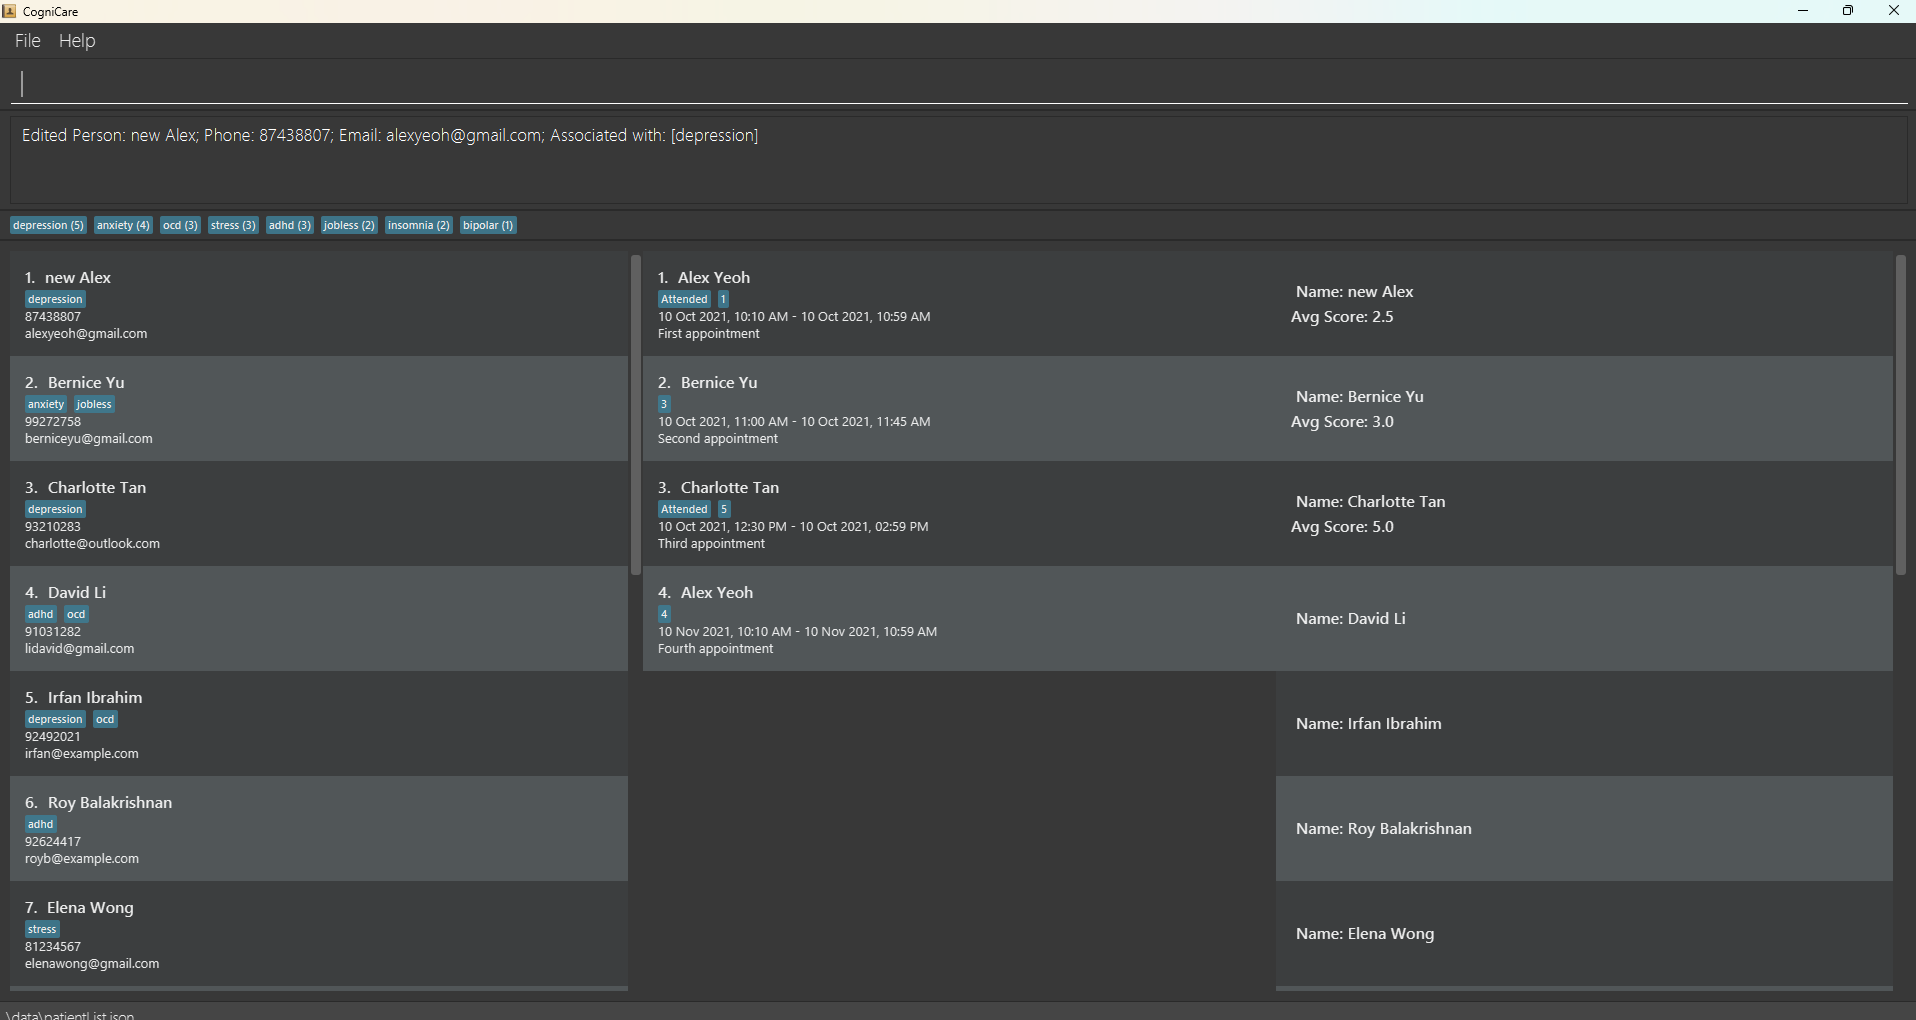 CogniCare
File Help
Edited Person: new Alex; Phone: 87438807; Email: alexyeoh@gmail.com; Associated with: [depression]
depression (5) anxiety (4) ocd (3) stress (3) adhd (3) jobless (2) insomnia (2) bipolar (1)
1. new Alex
depression
87438807
alexyeoh@gmail.com
2. Bernice Yu
anxiety jobless
99272758
berniceyu@gmail.com
3. Charlotte Tan
depression
93210283
charlotte@outlook.com
4. David Li
adhd ocd
91031282
lidavid@gmail.com
5. Irfan Ibrahim
depression ocd
92492021
irfan@example.com
6. Roy Balakrishnan
adhd
92624417
royb@example.com
7. Elena Wong
stress
81234567
elenawong@gmail.com
1. Alex Yeoh
Attended 1
10 Oct 2021, 10:10 AM - 10 Oct 2021, 10:59 AM
First appointment
2. Bernice Yu
3
10 Oct 2021, 11:00 AM - 10 Oct 2021, 11:45 AM
Second appointment
3. Charlotte Tan
Attended 5
10 Oct 2021, 12:30 PM - 10 Oct 2021, 02:59 PM
Third appointment
4. Alex Yeoh
4
10 Nov 2021, 10:10 AM - 10 Nov 2021, 10:59 AM
Fourth appointment
Name: new Alex
Avg Score: 2.5
Name: Bernice Yu
Avg Score: 3.0
Name: Charlotte Tan
Avg Score: 5.0
Name: David Li
Name: Irfan Ibrahim
Name: Roy Balakrishnan
Name: Elena Wong
.\data\patientList.json